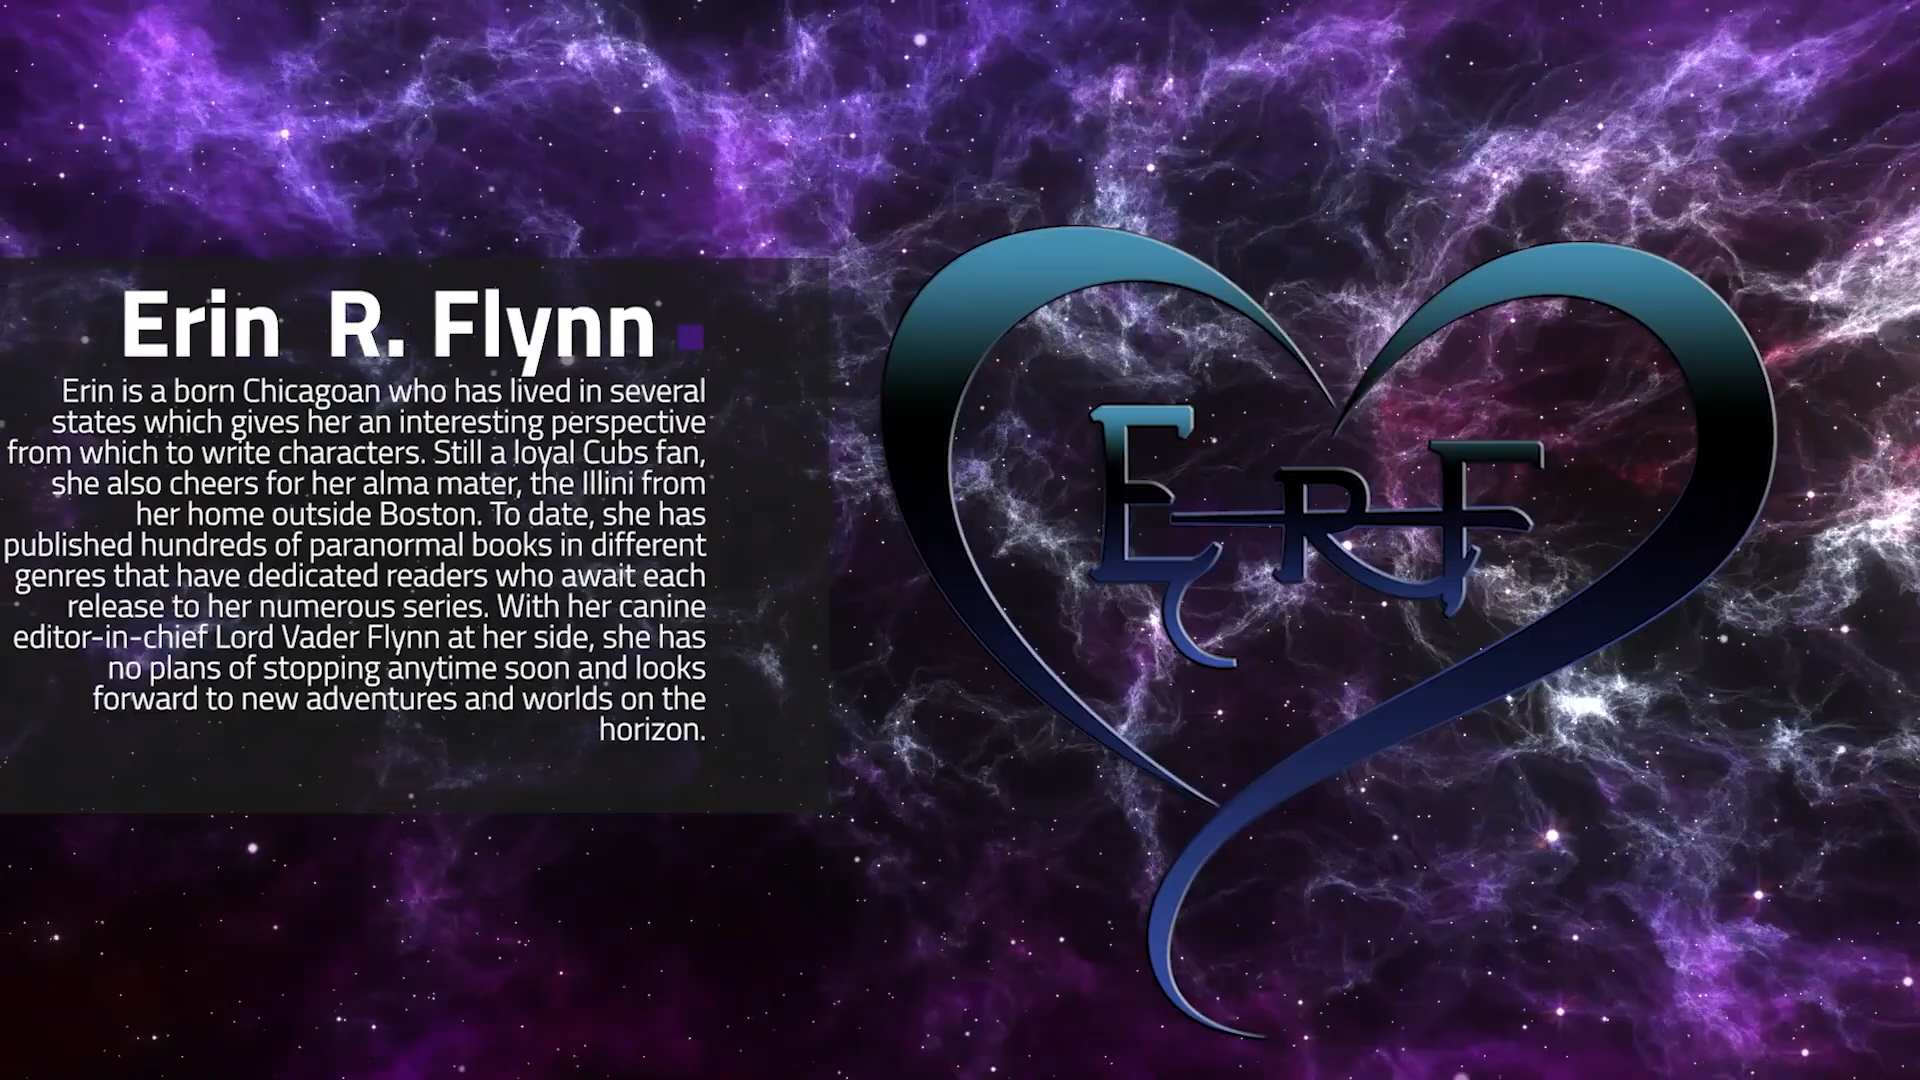 Erin R. Flynn
Erin is a born Chicagoan who has lived in several
states which gives her an interesting perspective
from which to write characters. Still a loyal Cubs fan,
she also cheers for her alma mater, the Illini from
her home outside Boston. To date, she has
published hundreds of paranormal books in different
genres that have dedicated readers who await each
release to her numerous series. With her canine
editor-in-chief Lord Vader Flynn at her side, she has
no plans of stopping anytime soon and looks
forward to new adventures and worlds on the
horizon.
ERF